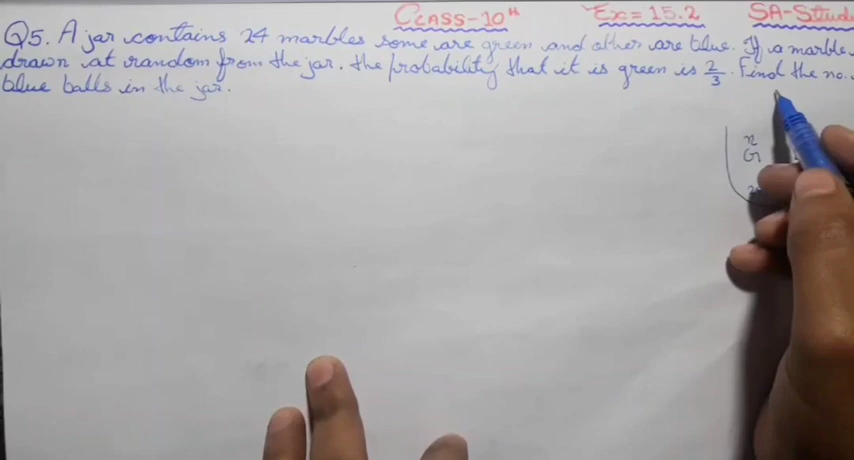 CLASS-10th Ex = 15.2 SA-Stud
Q5. A jar contains 24 marbles some are green and other are blue. If a marble
drawn at random from the jar. the probability that it is green is 2/3. Find the no.
blue balls in the jar.
x
G